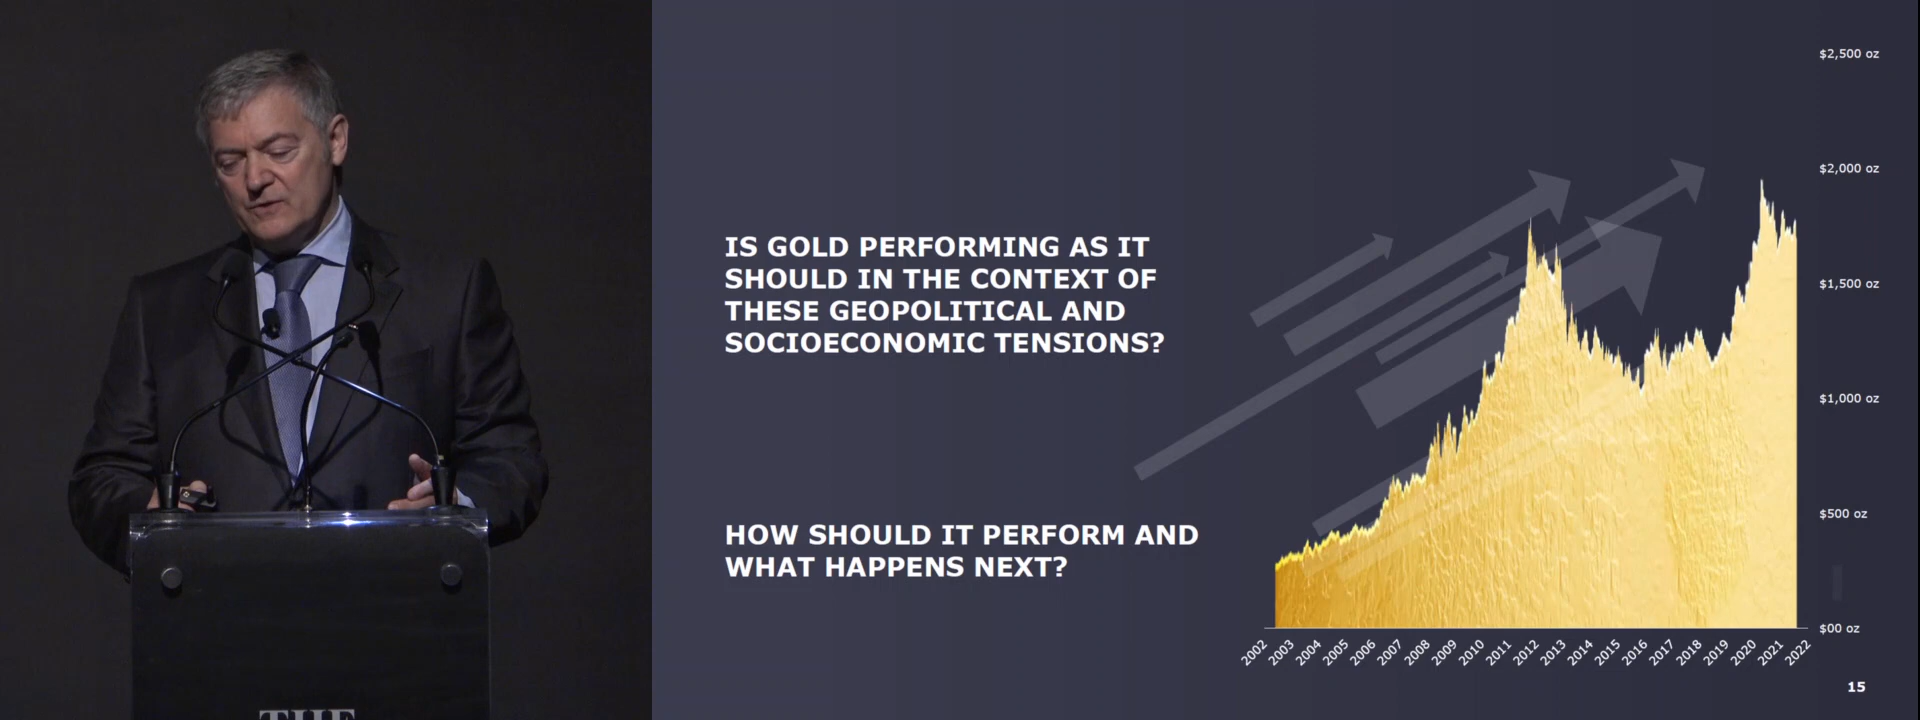 IS GOLD PERFORMING AS IT
SHOULD IN THE CONTEXT OF
THESE GEOPOLITICAL AND
SOCIOECONOMIC TENSIONS?
HOW SHOULD IT PERFORM AND
WHAT HAPPENS NEXT?
$2,500 oz
$2,000 oz
$1,500 oz
$1,000 oz
$500 oz
$00 oz
2002 2003 2004 2005 2006 2007 2008 2009 2010 2011 2012 2013 2014 2015 2016 2017 2018 2019 2020 2021 2022
15
THE